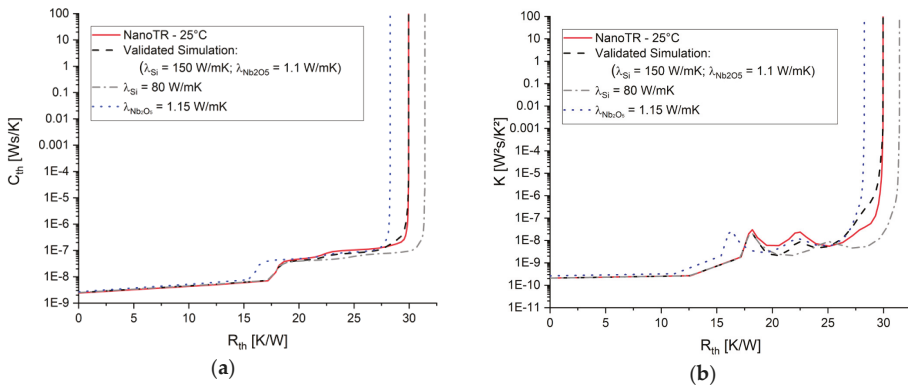 100
10
1
0.1
0.01
0.001
1E-4
1E-5
1E-6
1E-7
1E-8
1E-9
C_th [Ws/K]
NanoTR - 25°C
Validated Simulation:
(λ_Si = 150 W/mK; λ_Nb2O5 = 1.1 W/mK)
λ_Si = 80 W/mK
λ_Nb₂O₅ = 1.15 W/mK
0 5 10 15 20 25 30
R_th [K/W]
(a)
100
10
1
0.1
0.01
0.001
1E-4
1E-5
1E-6
1E-7
1E-8
1E-9
1E-10
1E-11
K [W²s/K²]
NanoTR - 25°C
Validated Simulation:
(λ_Si = 150 W/mK; λ_Nb2O5 = 1.1 W/mK)
λ_Si = 80 W/mK
λ_Nb₂O₅ = 1.15 W/mK
0 5 10 15 20 25 30
R_th [K/W]
(b)